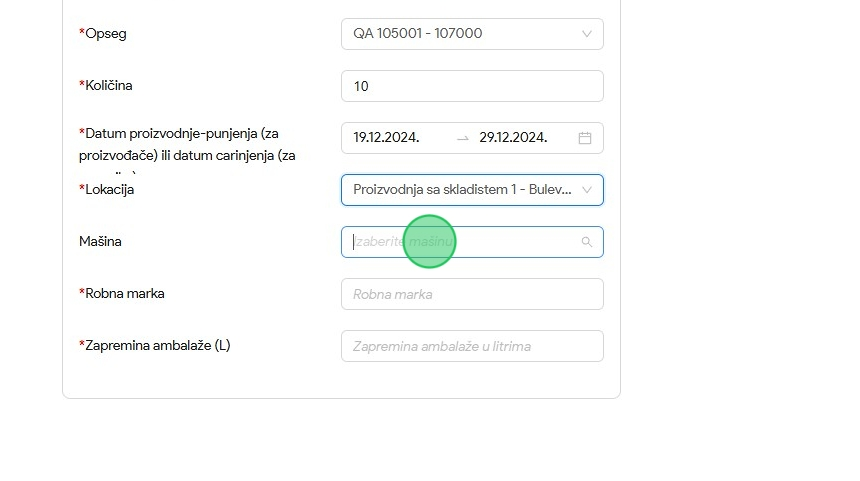 *Opseg
QA 105001 - 107000
*Količina
10
*Datum proizvodnje-punjenja (za
proizvođače) ili datum carinjenja (za
19.12.2024. → 29.12.2024.
*Lokacija
Proizvodnja sa skladistem 1 - Bulev...
Mašina
Izaberite mašinu
*Robna marka
Robna marka
*Zapremina ambalaže (L)
Zapremina ambalaže u litrima